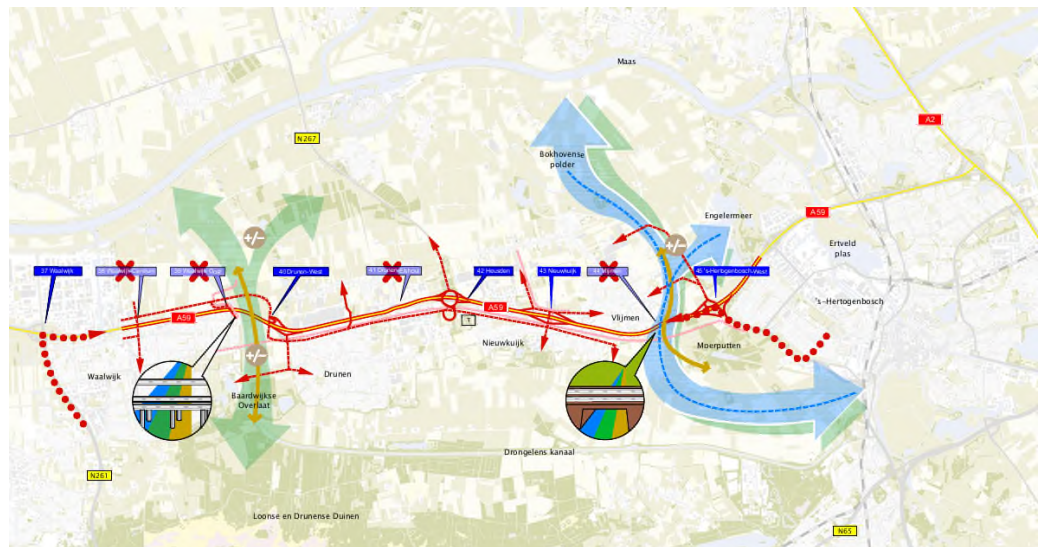 Maas
A2
N267
Bokhovense
polder
+/-
Engelermeer
A59
+/-
Ertveld
plas
37 Waalwijk
40 Drunen-West
42 Heusden
43 Nieuwkuijk
45 's-Hertogenbosch-West
's-Hertogenbosch
A59
A59
Vlijmen
T
Nieuwkuijk
Moerputten
+/-
Waalwijk
Drunen
Baardwijkse
Overlaat
Drongelens kanaal
N261
Loonse en Drunense Duinen
N65